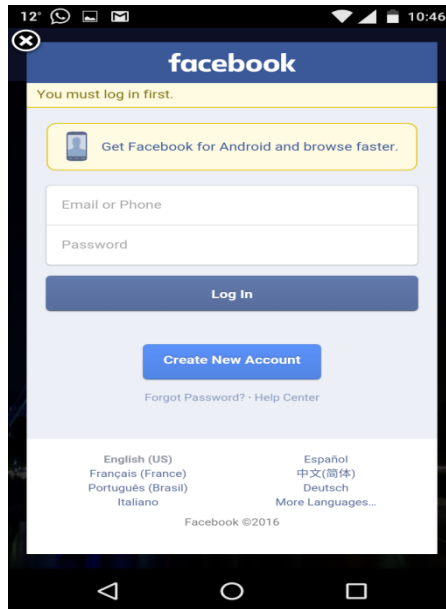 12°
10:46
facebook
You must log in first.
Get Facebook for Android and browse faster.
Email or Phone
Password
Log In
Create New Account
Forgot Password? · Help Center
English (US)
Español
Français (France)
中文(简体)
Português (Brasil)
Deutsch
Italiano
More Languages...
Facebook ©2016